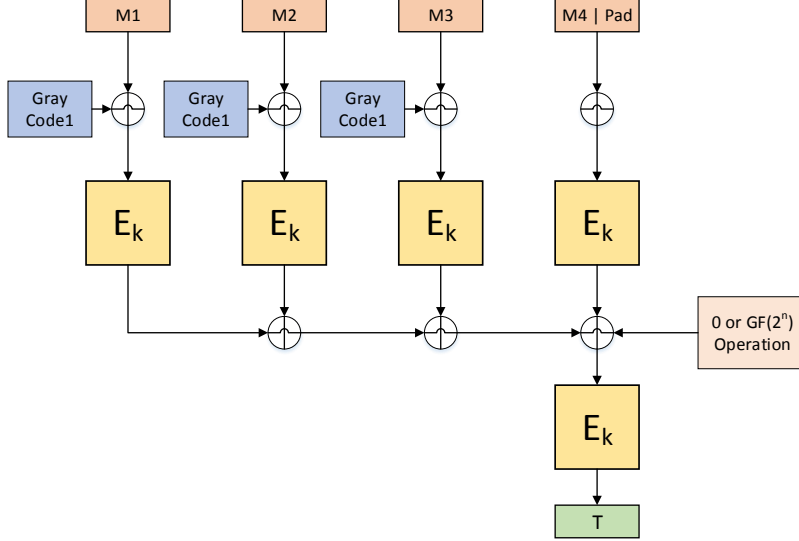 M1
M2
M3
M4 | Pad
Gray
Code1
Gray
Code1
Gray
Code1
Eₖ
Eₖ
Eₖ
Eₖ
0 or GF(2ⁿ)
Operation
Eₖ
T